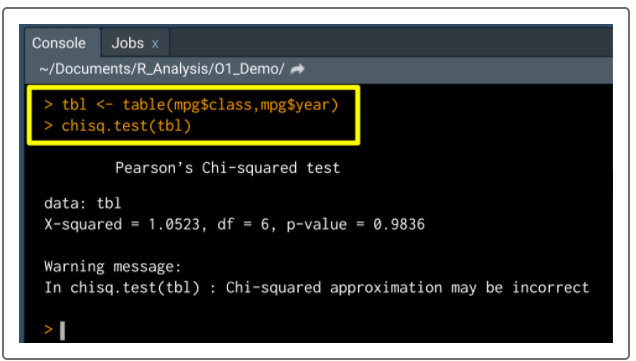 Console Jobs x
~/Documents/R_Analysis/01_Demo/
> tbl <- table(mpg$class,mpg$year)
> chisq.test(tbl)
Pearson's Chi-squared test
data: tbl
X-squared = 1.0523, df = 6, p-value = 0.9836
Warning message:
In chisq.test(tbl) : Chi-squared approximation may be incorrect
>